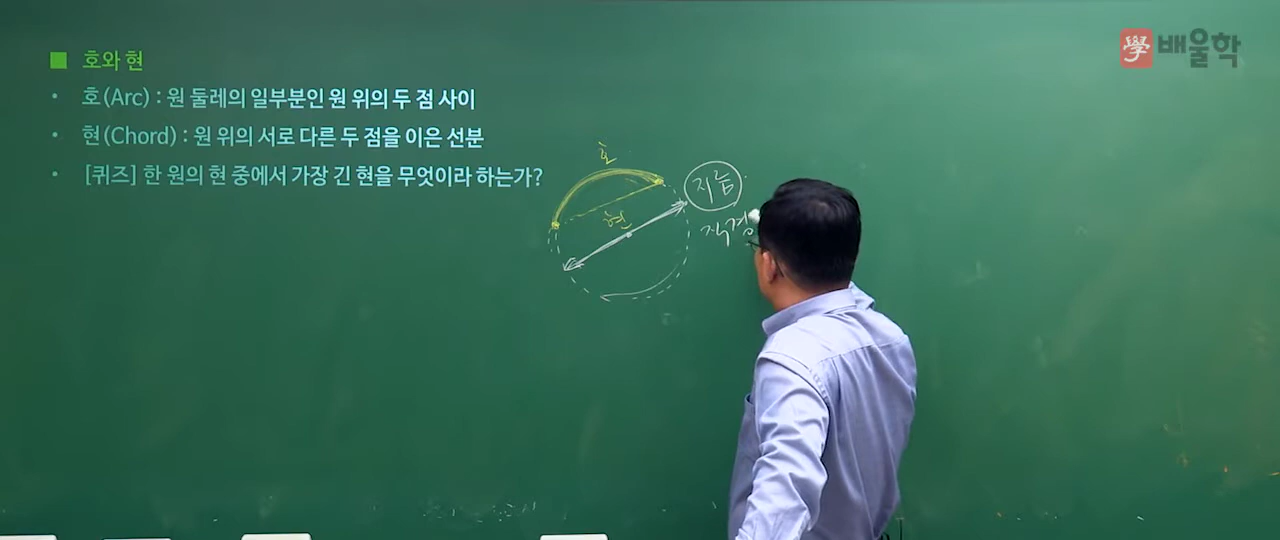 學 배울학
■ 호와 현
• 호(Arc) : 원 둘레의 일부분인 원 위의 두 점 사이
• 현(Chord) : 원 위의 서로 다른 두 점을 이은 선분
• [퀴즈] 한 원의 현 중에서 가장 긴 현을 무엇이라 하는가?
호
지름
현
직경